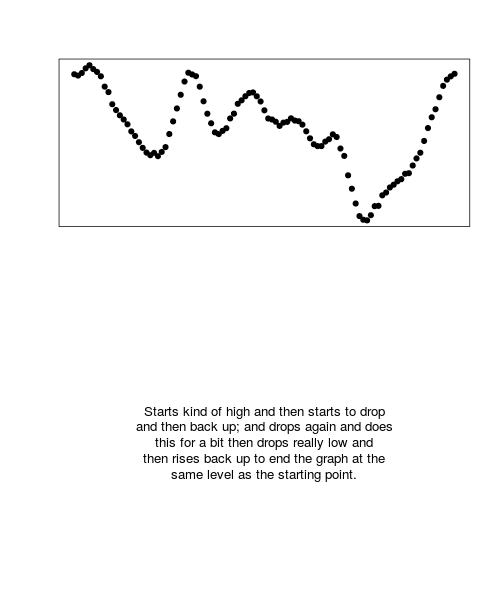 Starts kind of high and then starts to drop
and then back up; and drops again and does
this for a bit then drops really low and
then rises back up to end the graph at the
same level as the starting point.